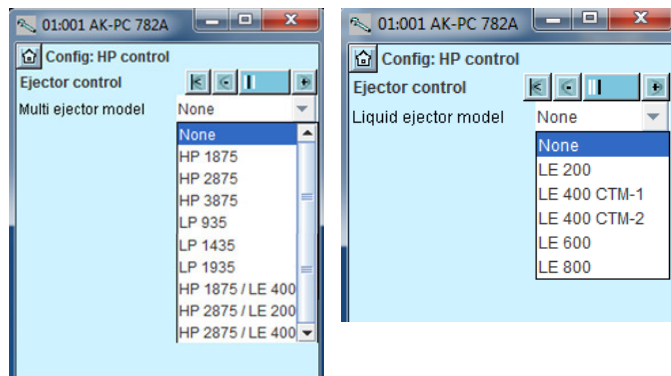 01:001 AK-PC 782A
Config: HP control
Ejector control
Multi ejector model None
None
HP 1875
HP 2875
HP 3875
LP 935
LP 1435
LP 1935
HP 1875 / LE 400
HP 2875 / LE 200
HP 2875 / LE 400
01:001 AK-PC 782A
Config: HP control
Ejector control
Liquid ejector model None
None
LE 200
LE 400 CTM-1
LE 400 CTM-2
LE 600
LE 800